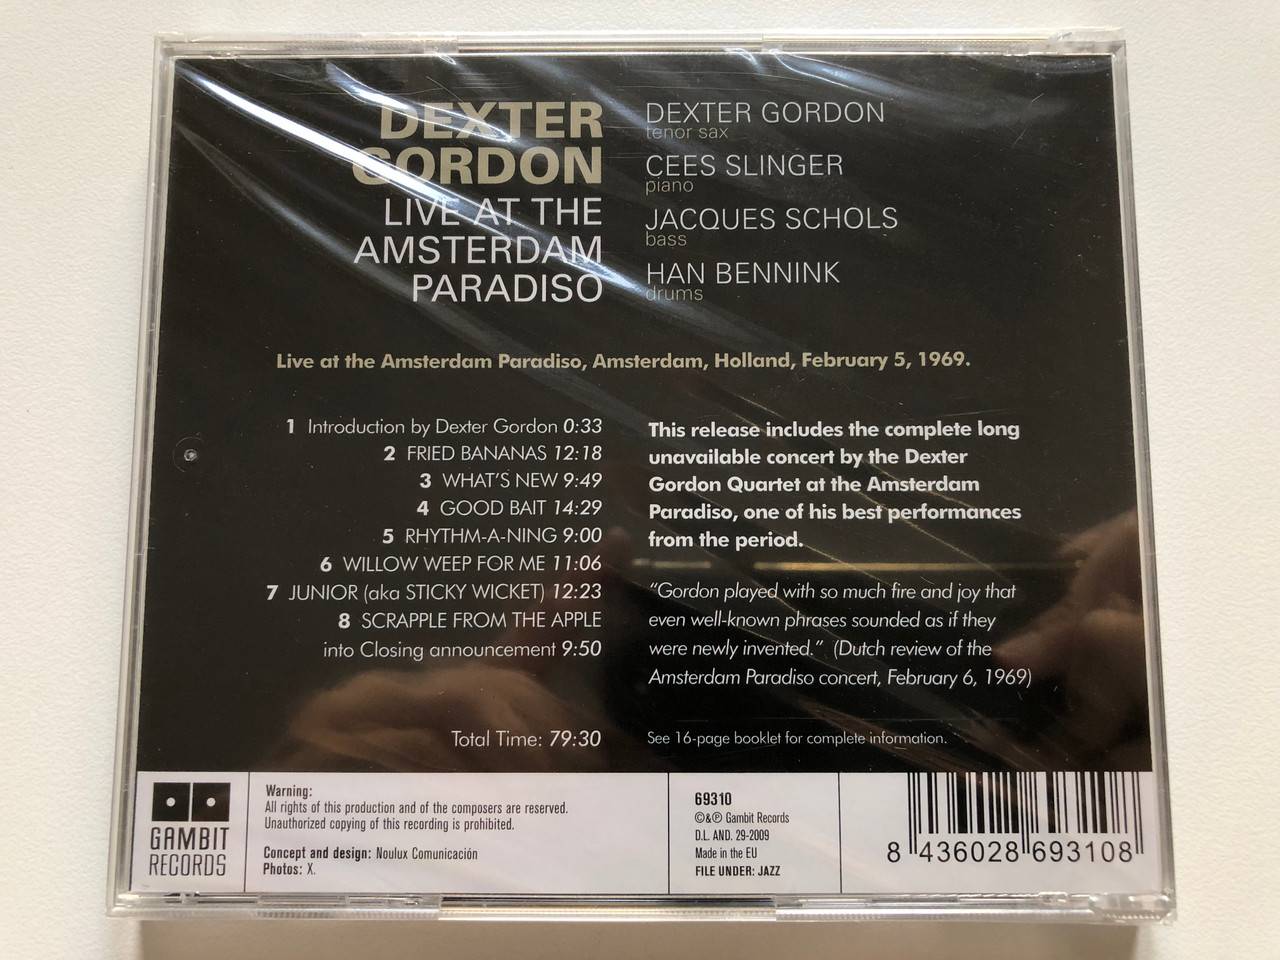 DEXTER
GORDON
LIVE AT THE
AMSTERDAM
PARADISO
DEXTER GORDON
tenor sax
CEES SLINGER
piano
JACQUES SCHOLS
bass
HAN BENNINK
drums
Live at the Amsterdam Paradiso, Amsterdam, Holland, February 5, 1969.
1 Introduction by Dexter Gordon 0:33
2 FRIED BANANAS 12:18
3 WHAT'S NEW 9:49
4 GOOD BAIT 14:29
5 RHYTHM-A-NING 9:00
6 WILLOW WEEP FOR ME 11:06
7 JUNIOR (aka STICKY WICKET) 12:23
8 SCRAPPLE FROM THE APPLE
into Closing announcement 9:50
Total Time: 79:30
This release includes the complete long
unavailable concert by the Dexter
Gordon Quartet at the Amsterdam
Paradiso, one of his best performances
from the period.
“Gordon played with so much fire and joy that
even well-known phrases sounded as if they
were newly invented.” (Dutch review of the
Amsterdam Paradiso concert, February 6, 1969)
See 16-page booklet for complete information.
GAMBIT
RECORDS
Warning:
All rights of this production and of the composers are reserved.
Unauthorized copying of this recording is prohibited.
Concept and design: Noulux Comunicación
Photos: X.
69310
©&℗ Gambit Records
D.L. AND. 29-2009
Made in the EU
FILE UNDER: JAZZ
8 436028 693108